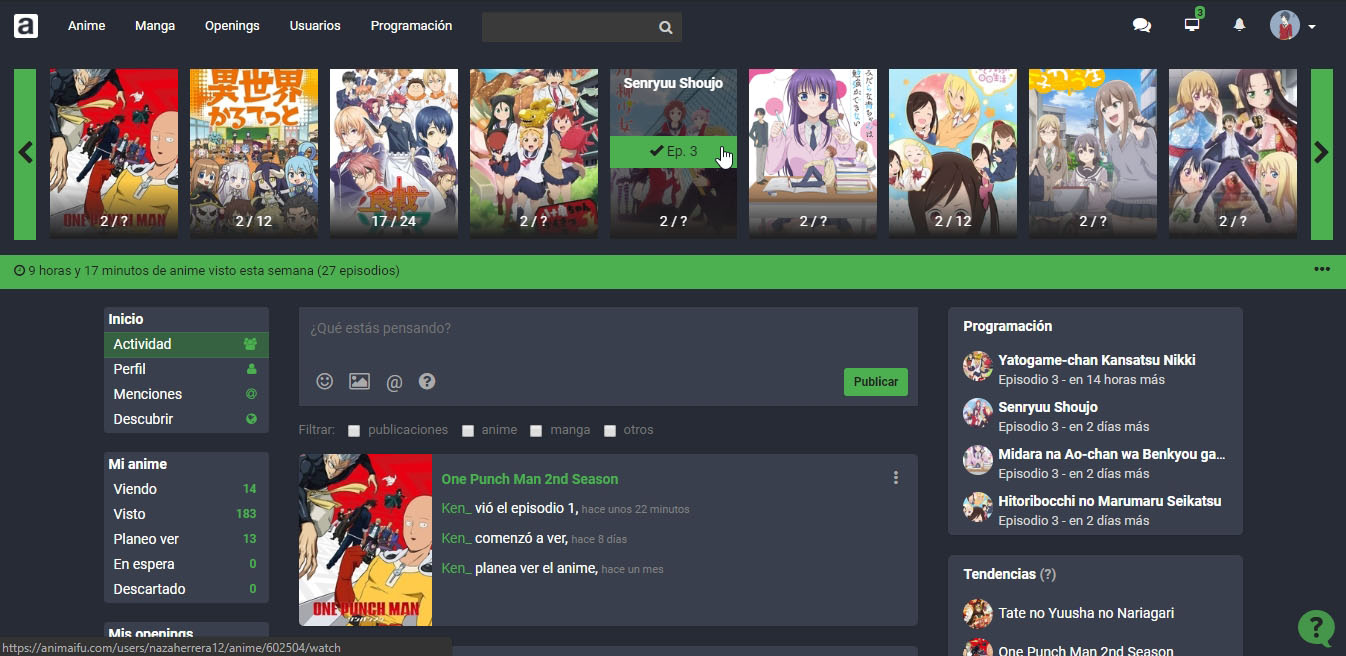 a
Anime
Manga
Openings
Usuarios
Programación
3
異世界
かるてっと
Senryuu Shoujo
Ep. 3
ONE PUNCH MAN
食戟
2 / ?
2 / 12
17 / 24
2 / ?
2 / ?
2 / ?
2 / 12
2 / ?
2 / ?
9 horas y 17 minutos de anime visto esta semana (27 episodios)
Inicio
Actividad
Perfil
Menciones
Descubrir
Mi anime
Viendo 14
Visto 183
Planeo ver 13
En espera 0
Descartado 0
Mis openings
¿Qué estás pensando?
@ ?
Publicar
Filtrar: publicaciones anime manga otros
ONE PUNCH MAN
ワンパンマン
One Punch Man 2nd Season
Ken_ vió el episodio 1, hace unos 22 minutos
Ken_ comenzó a ver, hace 8 días
Ken_ planea ver el anime, hace un mes
Programación
Yatogame-chan Kansatsu Nikki
Episodio 3 - en 14 horas más
Senryuu Shoujo
Episodio 3 - en 2 días más
Midara na Ao-chan wa Benkyou ga...
Episodio 3 - en 2 días más
Hitoribocchi no Marumaru Seikatsu
Episodio 3 - en 2 días más
Tendencias (?)
Tate no Yuusha no Nariagari
One Punch Man 2nd Season
?
https://animaifu.com/users/nazaherrera12/anime/602504/watch